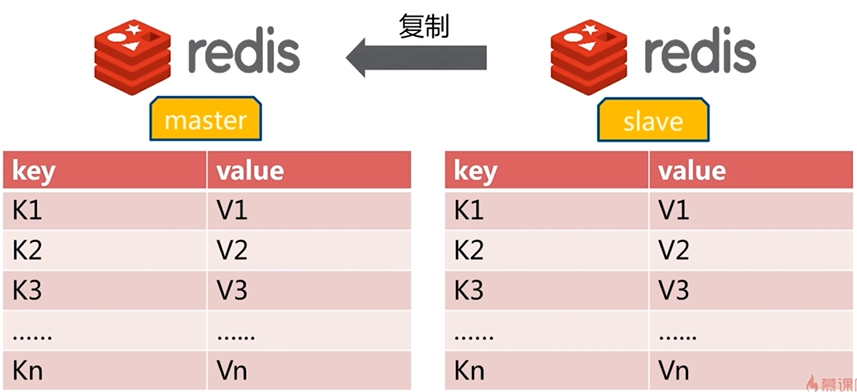 复制
redis
redis
master
slave
key value
K1 V1
K2 V2
K3 V3
...... ......
Kn Vn
key value
K1 V1
K2 V2
K3 V3
...... ......
Kn Vn
慕课